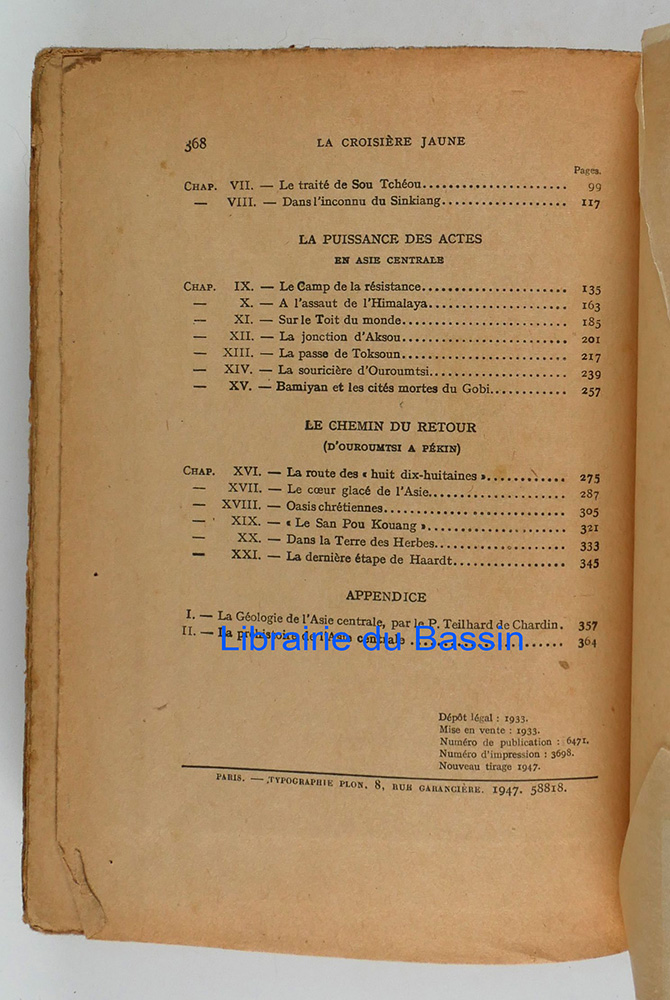 368 LA CROISIÈRE JAUNE
Pages.
CHAP. VII. — Le traité de Sou Tchéou...................... 99
— VIII. — Dans l'inconnu du Sinkiang................... 117
LA PUISSANCE DES ACTES
EN ASIE CENTRALE
CHAP. IX. — Le Camp de la résistance...................... 135
— X. — A l'assaut de l'Himalaya..................... 163
— XI. — Sur le Toit du monde......................... 185
— XII. — La jonction d'Aksou......................... 201
— XIII. — La passe de Toksoun......................... 217
— XIV. — La souricière d'Ouroumtsi..................... 239
— XV. — Bamiyan et les cités mortes du Gobi............ 257
LE CHEMIN DU RETOUR
(D'OUROUMTSI A PÉKIN)
CHAP. XVI. — La route des « huit dix-huitaines »............ 275
— XVII. — Le cœur glacé de l'Asie..................... 287
— XVIII. — Oasis chrétiennes............................ 305
— XIX. — « Le San Pou Kouang »..................... 321
— XX. — Dans la Terre des Herbes.................... 333
— XXI. — La dernière étape de Haardt................. 345
APPENDICE
I. — La Géologie de l'Asie centrale, par le P. Teilhard de Chardin. 357
II. — La préhistoire de l'Asie centrale ....................... 364
Librairie du Bassin
Dépôt légal : 1933.
Mise en vente : 1933.
Numéro de publication : 6471.
Numéro d'impression : 3698.
Nouveau tirage 1947.
PARIS. — TYPOGRAPHIE PLON, 8, RUE GARANCIÈRE. 1947. 58818.